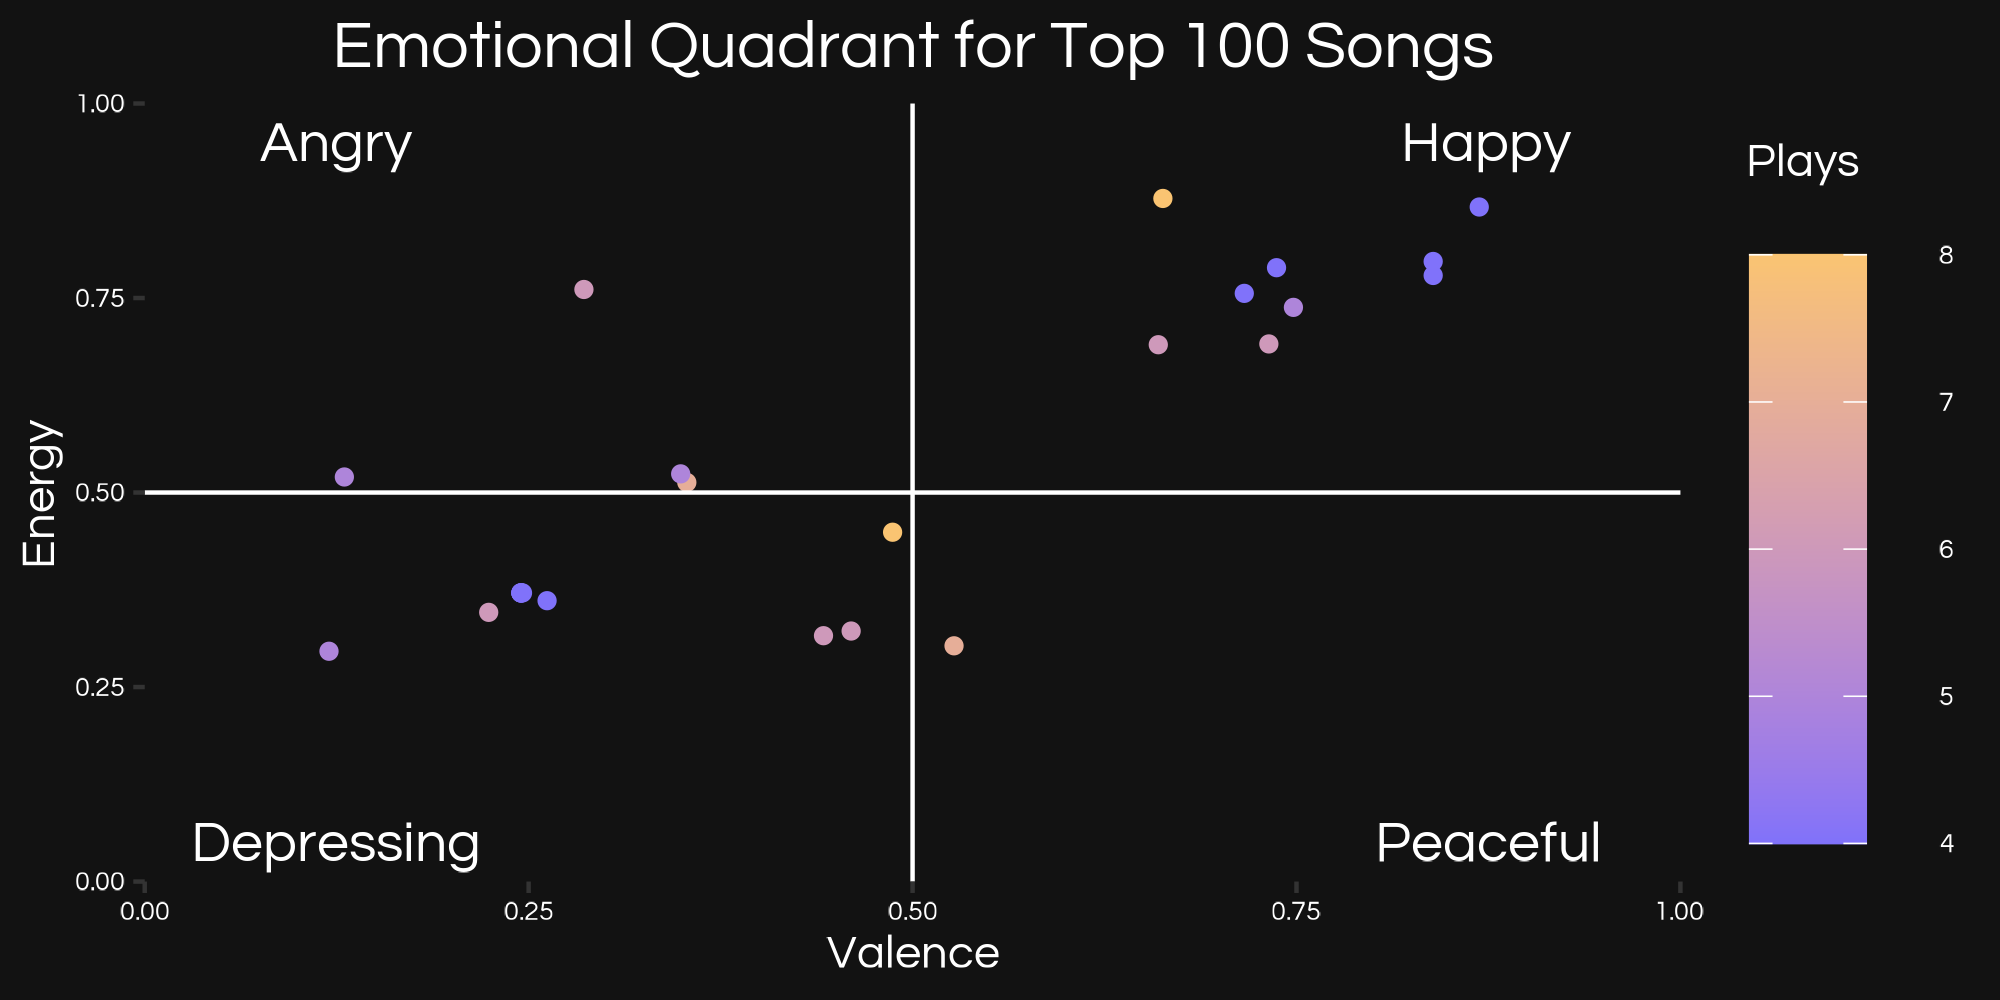 Emotional Quadrant for Top 100 Songs
1.00
Angry
Happy
Plays
8
0.75
7
Energy
0.50
6
0.25
5
Depressing
Peaceful
4
0.00
0.00
0.25
0.50
0.75
1.00
Valence